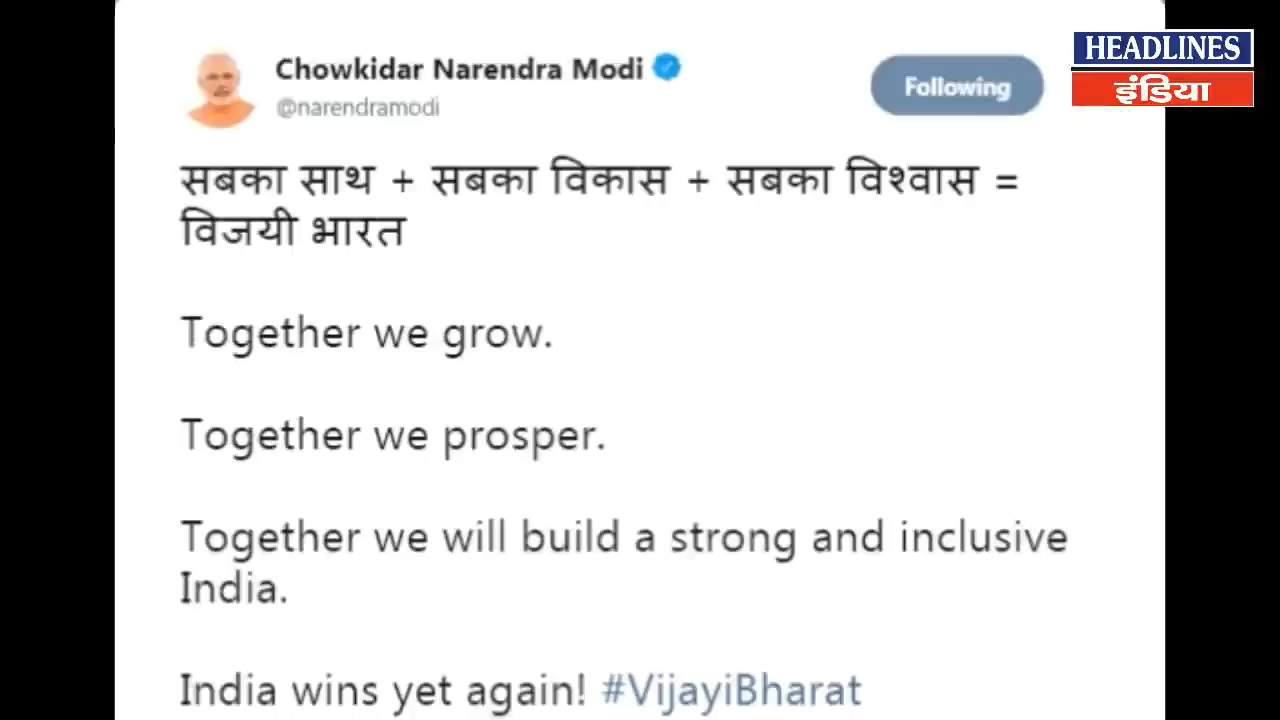 HEADLINES
इंडिया
Chowkidar Narendra Modi
@narendramodi
Following
सबका साथ + सबका विकास + सबका विश्वास =
विजयी भारत
Together we grow.
Together we prosper.
Together we will build a strong and inclusive
India.
India wins yet again! #VijayiBharat